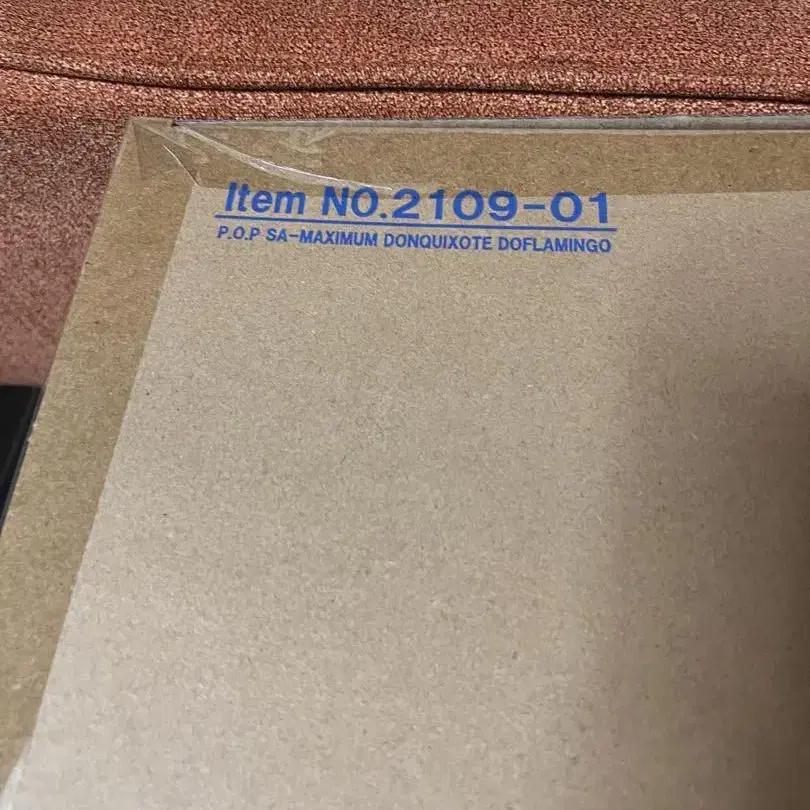 Item NO.2109-01
P.O.P SA-MAXIMUM DONQUIXOTE DOFLAMINGO